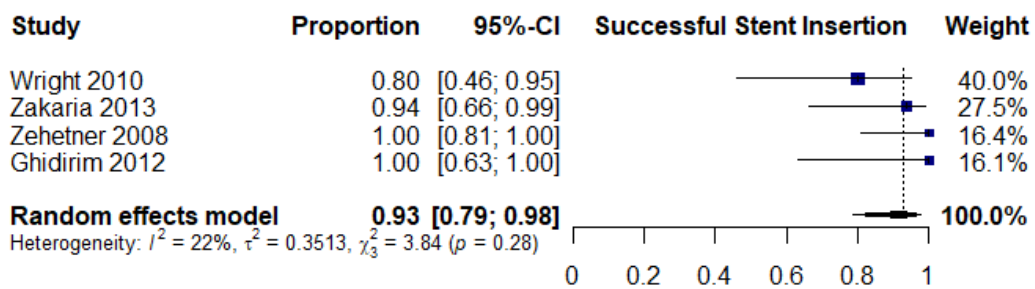 Study Proportion 95%-CI Successful Stent Insertion Weight
Wright 2010 0.80 [0.46; 0.95] 40.0%
Zakaria 2013 0.94 [0.66; 0.99] 27.5%
Zehetner 2008 1.00 [0.81; 1.00] 16.4%
Ghidirim 2012 1.00 [0.63; 1.00] 16.1%
Random effects model 0.93 [0.79; 0.98] 100.0%
Heterogeneity: I² = 22%, τ² = 0.3513, χ²₃ = 3.84 (p = 0.28)
0 0.2 0.4 0.6 0.8 1